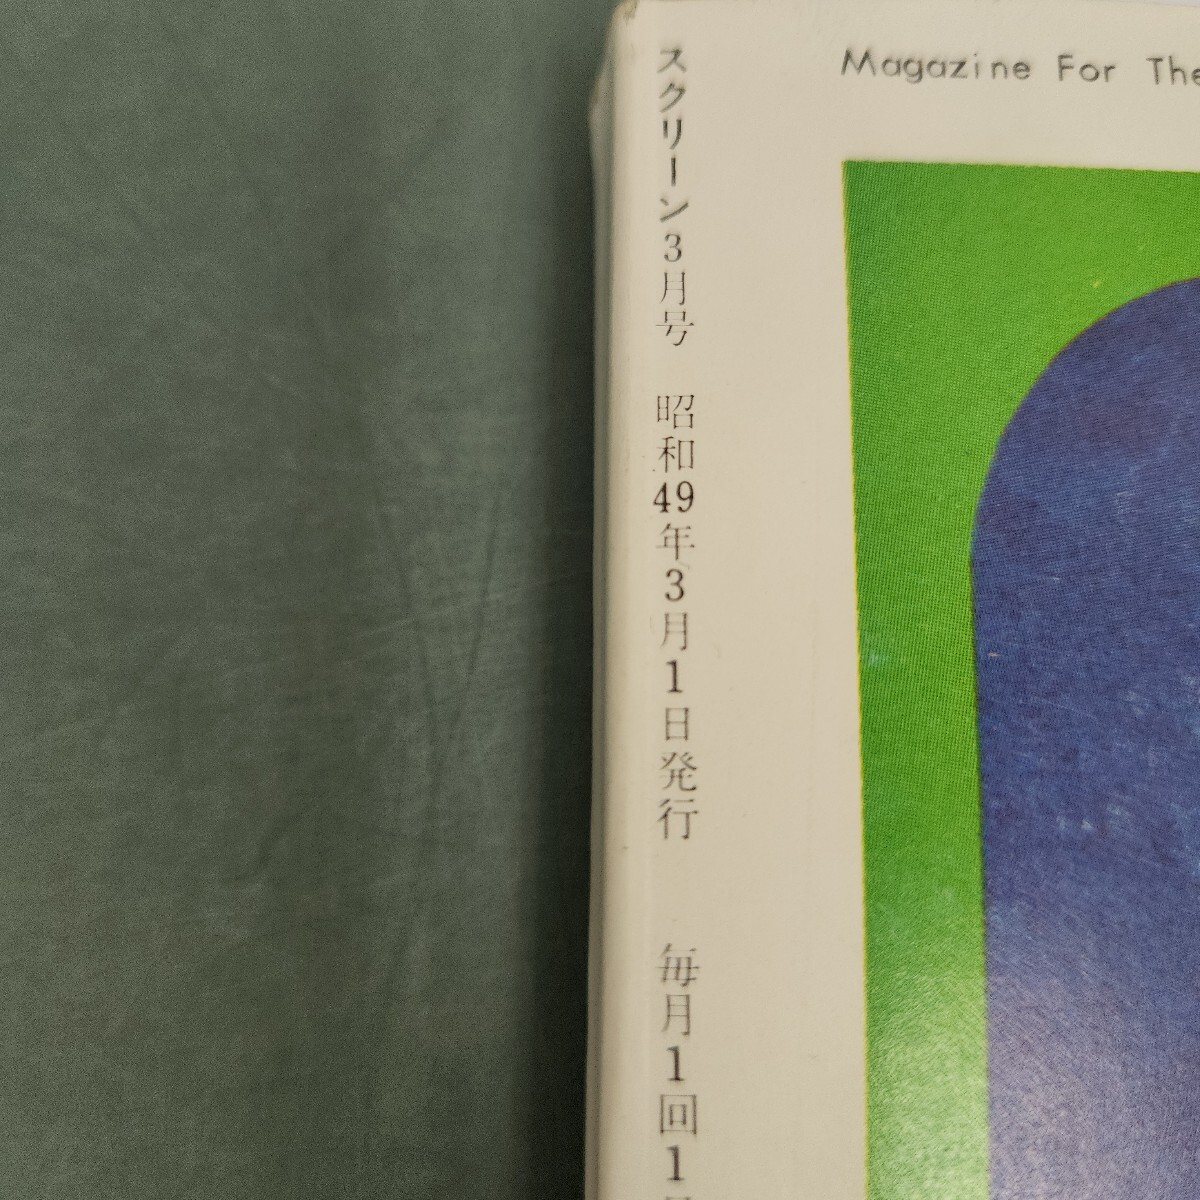 Magazine For The
スクリーン3月号 昭和49年3月1日発行 毎月1回1